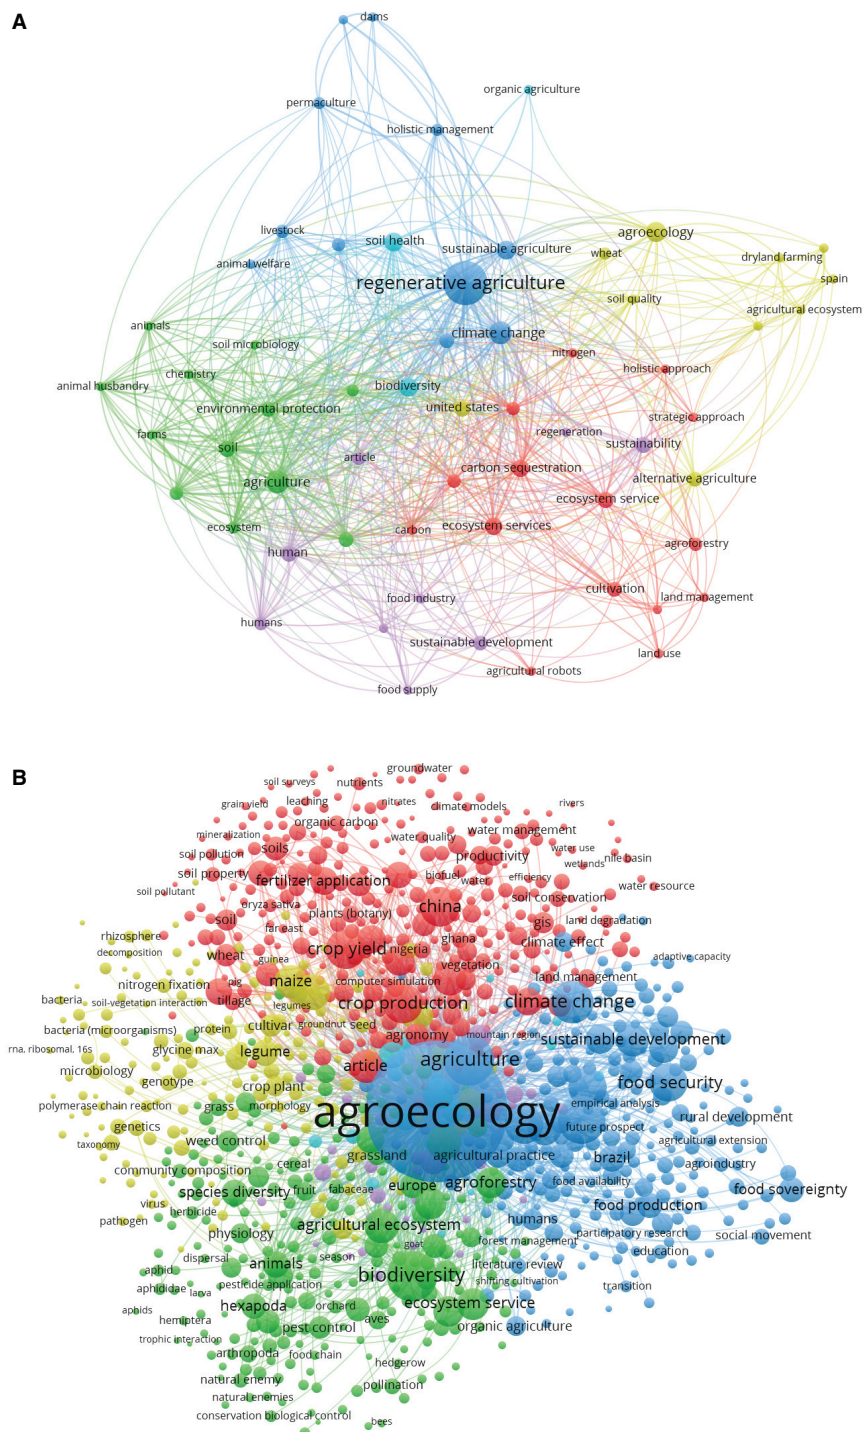 A
dams
organic agriculture
permaculture
holistic management
livestock
soil health
agroecology
sustainable agriculture
wheat
animal welfare
dryland farming
spain
regenerative agriculture
soil quality
agricultural ecosystem
animals
climate change
soil microbiology
nitrogen
holistic approach
chemistry
animal husbandry
biodiversity
environmental protection
united states
strategic approach
farms
regeneration
sustainability
soil
article
carbon sequestration
agriculture
alternative agriculture
ecosystem service
ecosystem
carbon
ecosystem services
human
agroforestry
cultivation
food industry
land management
humans
sustainable development
land use
agricultural robots
food supply
B
groundwater
soil surveys
nutrients
grain yield
leaching
nitrates
climate models
rivers
organic carbon
mineralization
water quality
water management
soils
water use
soil pollution
productivity
wetlands
nile basin
soil property
fertilizer application
biofuel
water
efficiency
water resource
soil pollutant
oryza sativa
plants (botany)
china
soil conservation
soil
far east
gis
land degradation
rhizosphere
ghana
climate effect
decomposition
wheat
guinea
crop yield
nigeria
adaptive capacity
vegetation
nitrogen fixation
pig
maize
computer simulation
land management
bacteria
soil-vegetation interaction
tillage
legumes
crop production
climate change
bacteria (microorganisms)
protein
cultivar
groundnut
seed
agronomy
mountain region
sustainable development
rna, ribosomal, 16s
glycine max
legume
article
agriculture
microbiology
genotype
crop plant
food security
polymerase chain reaction
grass
morphology
agroecology
empirical analysis
rural development
genetics
future prospect
taxonomy
weed control
agricultural extension
grassland
agricultural practice
brazil
agroindustry
community composition
cereal
europe
agroforestry
food availability
food sovereignty
species diversity
fruit
fabaceae
virus
herbicide
food production
pathogen
agricultural ecosystem
humans
physiology
participatory research
social movement
goat
forest management
education
dispersal
season
aphid
animals
literature review
biodiversity
shifting cultivation
aphididae
larva
pesticide application
transition
aphids
hexapoda
orchard
ecosystem service
hemiptera
aves
trophic interaction
pest control
organic agriculture
arthropoda
food chain
hedgerow
natural enemy
pollination
natural enemies
conservation biological control
bees